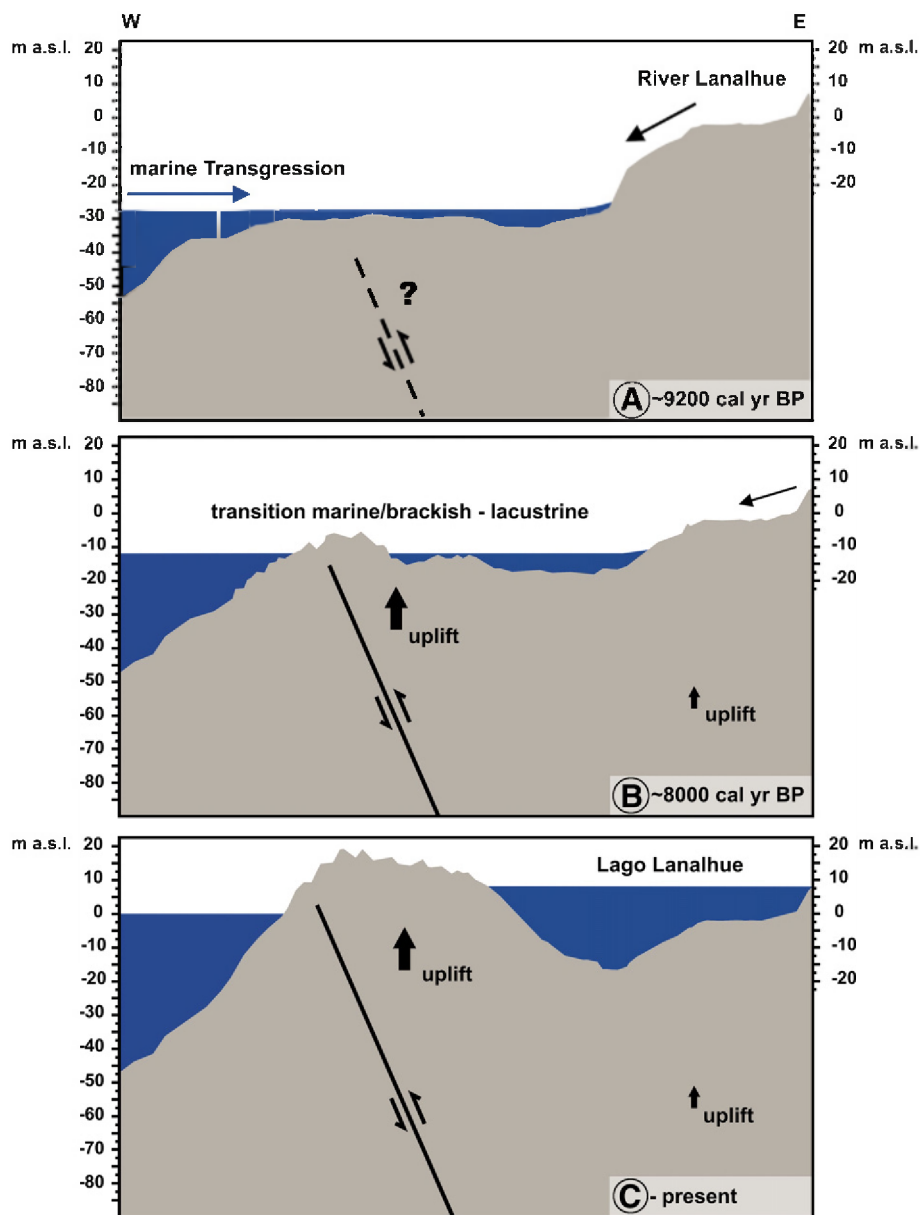 W E
m a.s.l. 20 20 m a.s.l.
10 10
River Lanalhue
0 0
-10 -10
marine Transgression
-20 -20
-30
-40
-50
?
-60
-70
-80
A ~9200 cal yr BP
m a.s.l. 20 20 m a.s.l.
10 10
transition marine/brackish - lacustrine
0 0
-10 -10
-20 -20
-30
uplift
-40
-50
-60 uplift
-70
-80
B ~8000 cal yr BP
m a.s.l. 20 20 m a.s.l.
Lago Lanalhue
10 10
0 0
-10 -10
uplift
-20 -20
-30
-40
-50
-60 uplift
-70
-80
C - present